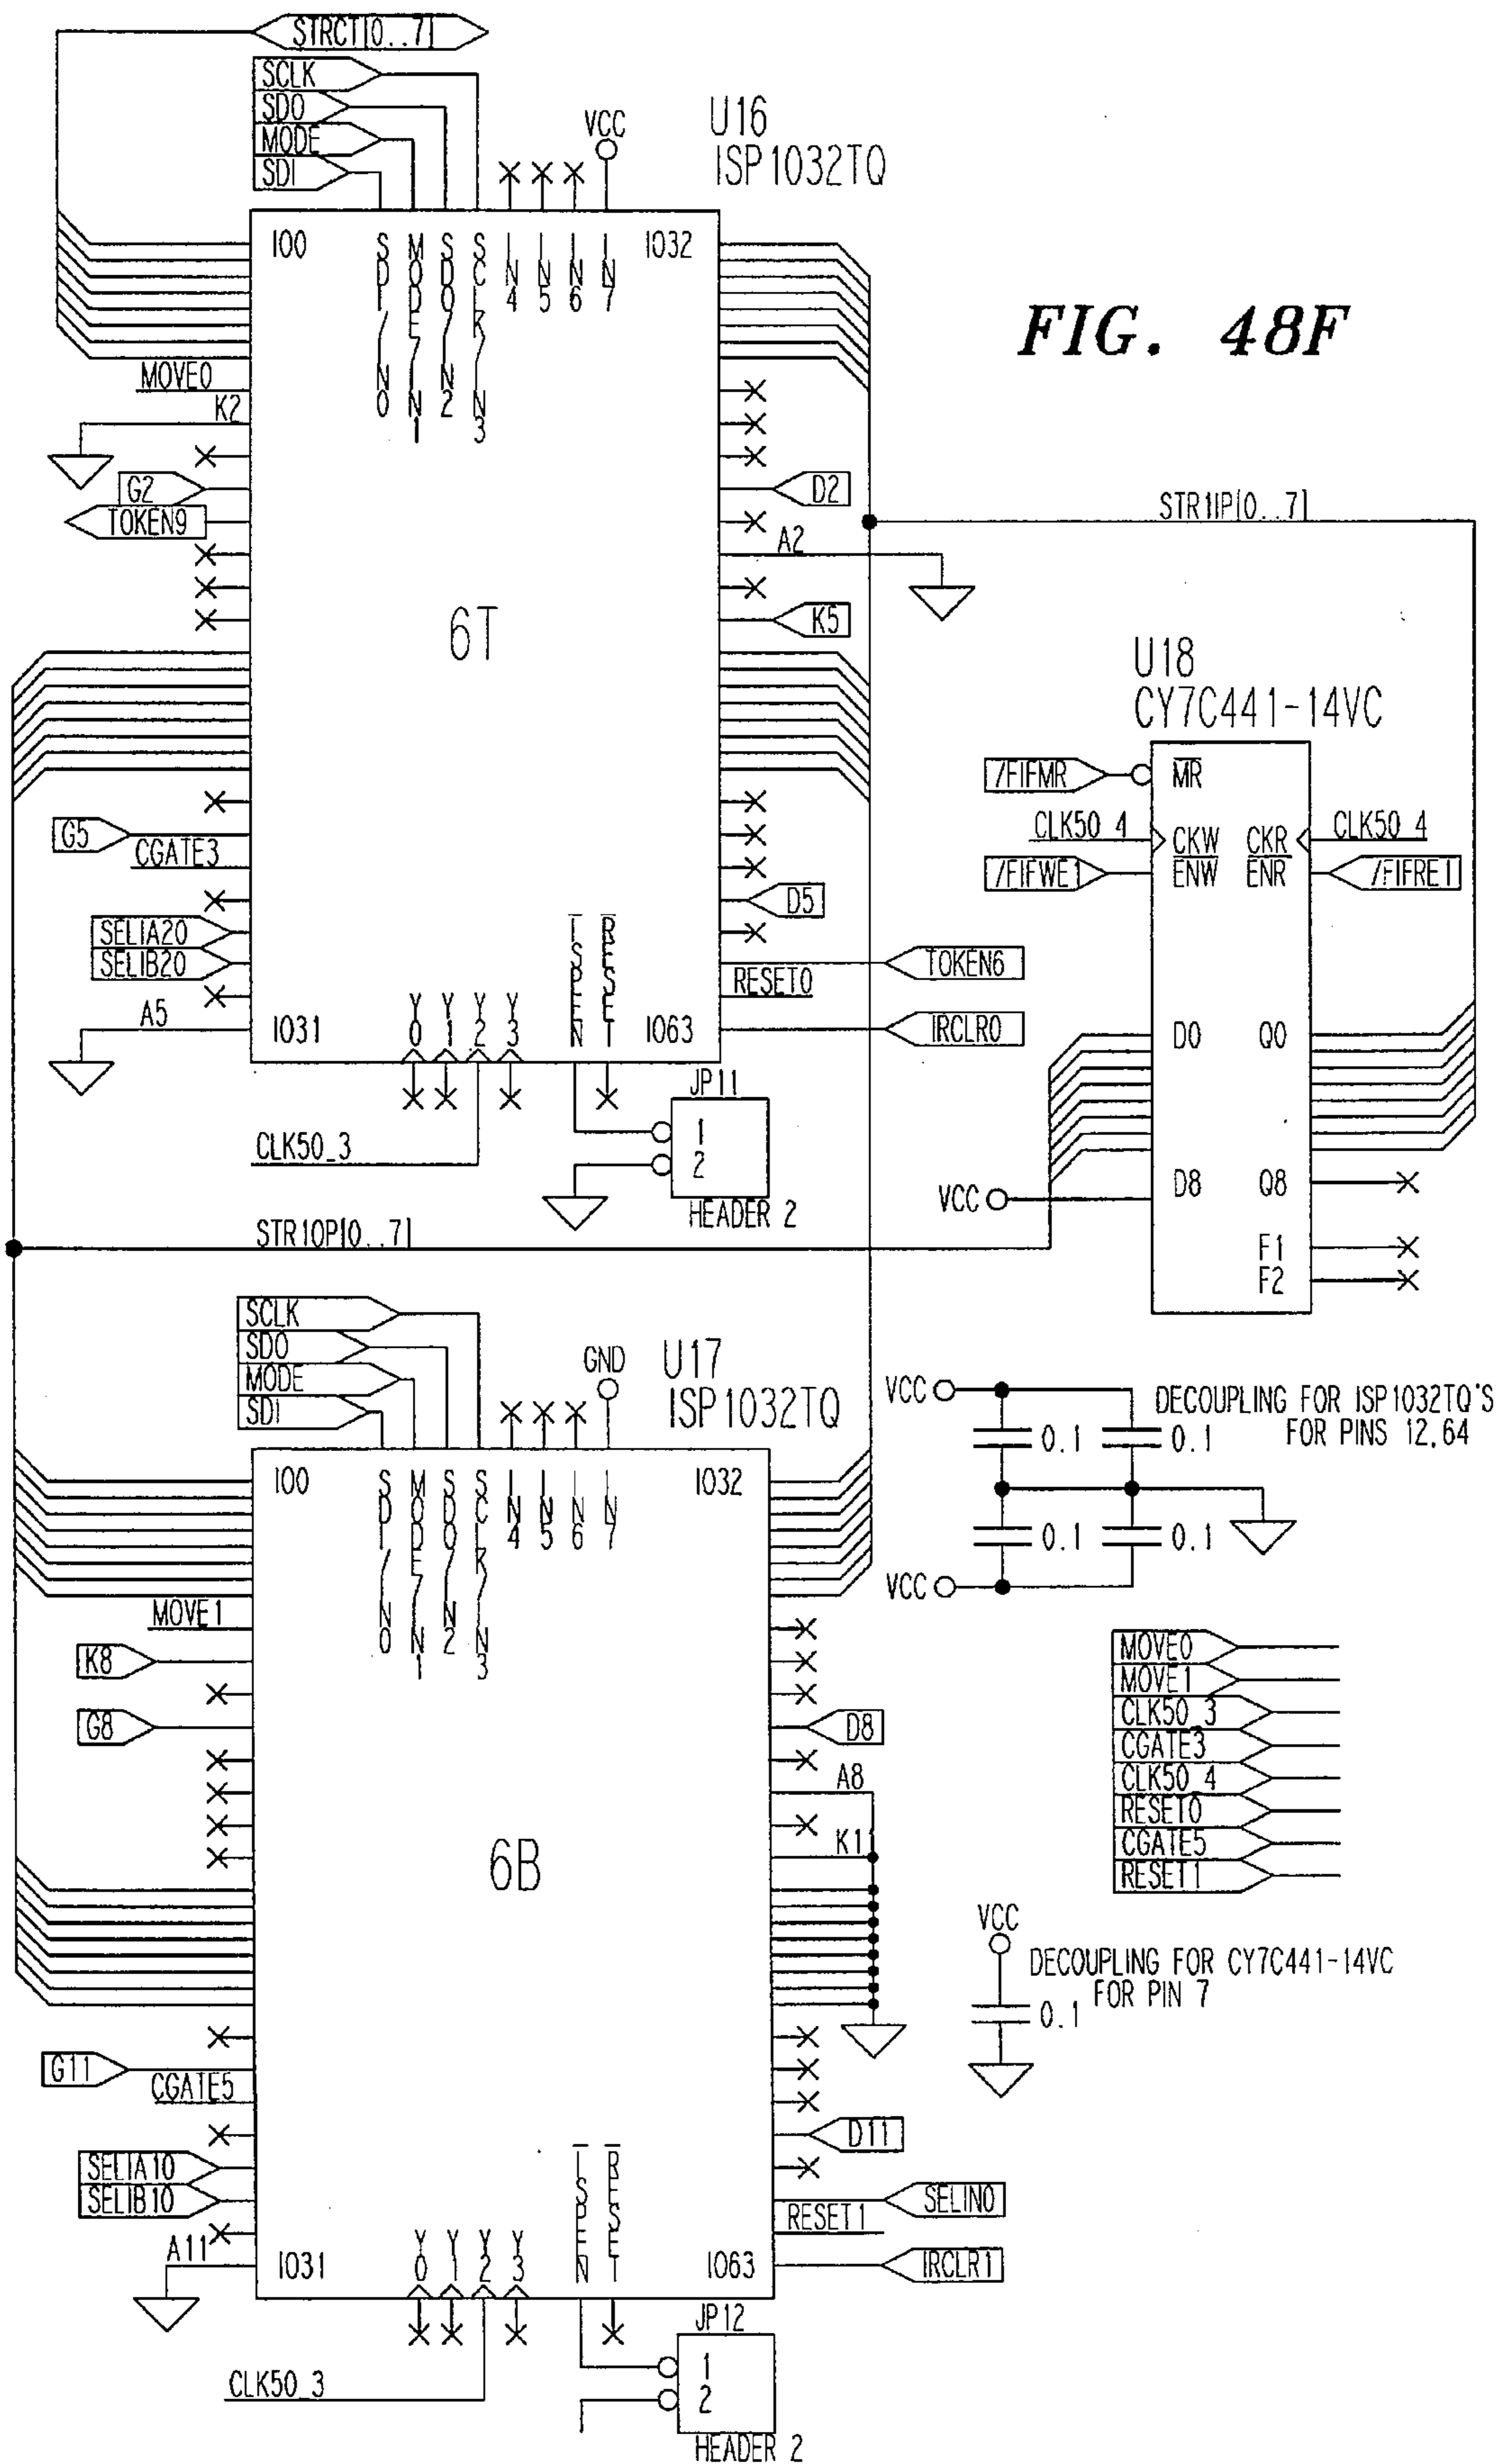 STRCT[0..7]
SCLK
SDO
MODE
SDI
VCC
U16
ISP1032TQ
IO0
SDI/IN0
MODE/IN1
SDO/IN2
SCLK/IN3
IN4
IN5
IN6
IN7
IO32
FIG. 48F
MOVE0
K2
G2
TOKEN9
D2
A2
K5
STR1IP[0..7]
6T
G5
CGATE3
SELIA20
SELIB20
A5
D5
TOKEN6
RESET0
IRCLR0
IO31
Y0
Y1
Y2
Y3
ISPEN
RESET
IO63
JP11
1
2
HEADER 2
CLK50_3
STR1OP[0..7]
U18
CY7C441-14VC
/FIFMR
MR
CLK50_4
CKW
CKR
CLK50_4
/FIFWE1
ENW
ENR
/FIFRE1
D0
Q0
VCC
D8
Q8
F1
F2
SCLK
SDO
MODE
SDI
GND
U17
ISP1032TQ
IO0
SDI/IN0
MODE/IN1
SDO/IN2
SCLK/IN3
IN4
IN5
IN6
IN7
IO32
VCC
0.1
0.1
DECOUPLING FOR ISP1032TQ'S
FOR PINS 12,64
0.1
0.1
VCC
MOVE1
K8
G8
D8
A8
K11
6B
MOVE0
MOVE1
CLK50_3
CGATE3
CLK50_4
RESET0
CGATE5
RESET1
VCC
DECOUPLING FOR CY7C441-14VC
FOR PIN 7
0.1
G11
CGATE5
SELIA10
SELIB10
A11
D11
SELIN0
RESET1
IRCLR1
IO31
Y0
Y1
Y2
Y3
ISPEN
RESET
IO63
JP12
1
2
HEADER 2
CLK50_3